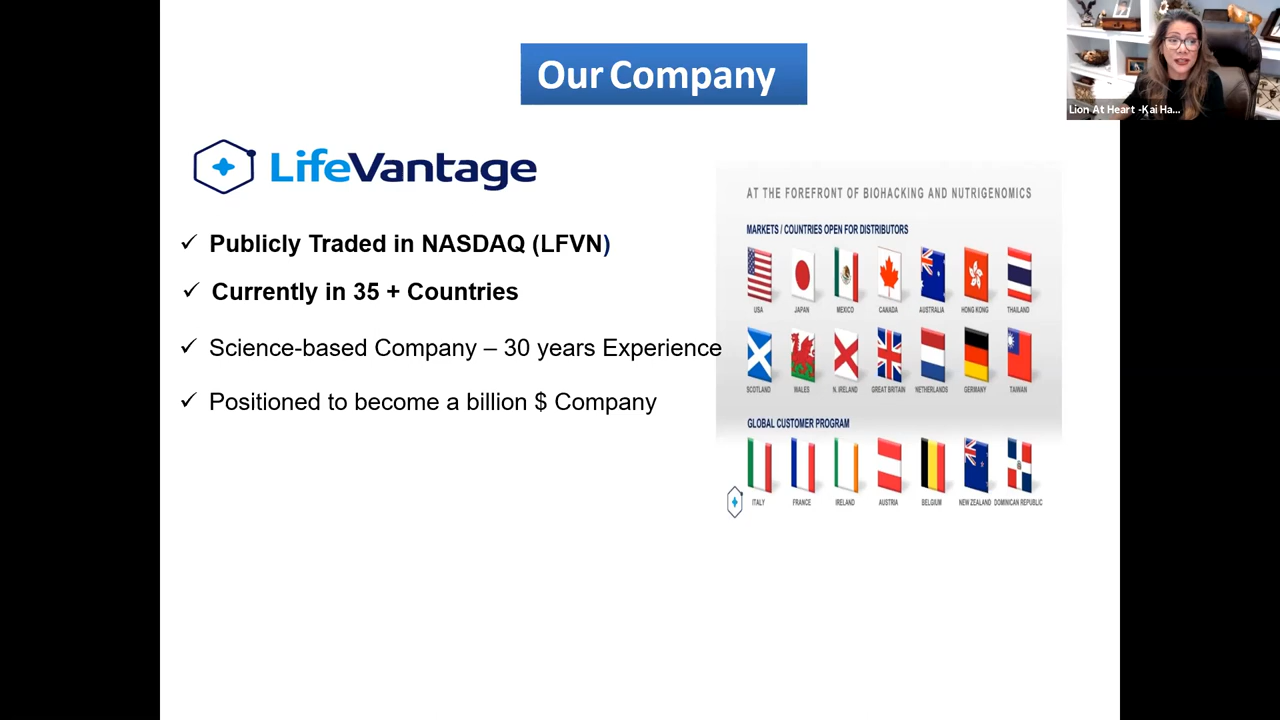 Our Company
Lion At Heart -Kai Ha...
LifeVantage
✓ Publicly Traded in NASDAQ (LFVN)
✓ Currently in 35 + Countries
✓ Science-based Company – 30 years Experience
✓ Positioned to become a billion $ Company
AT THE FOREFRONT OF BIOHACKING AND NUTRIGENOMICS
MARKETS / COUNTRIES OPEN FOR DISTRIBUTORS
USA JAPAN MEXICO CANADA AUSTRALIA HONG KONG THAILAND
SCOTLAND WALES N. IRELAND GREAT BRITAIN NETHERLANDS GERMANY TAIWAN
GLOBAL CUSTOMER PROGRAM
ITALY FRANCE IRELAND AUSTRIA BELGIUM NEW ZEALAND DOMINICAN REPUBLIC